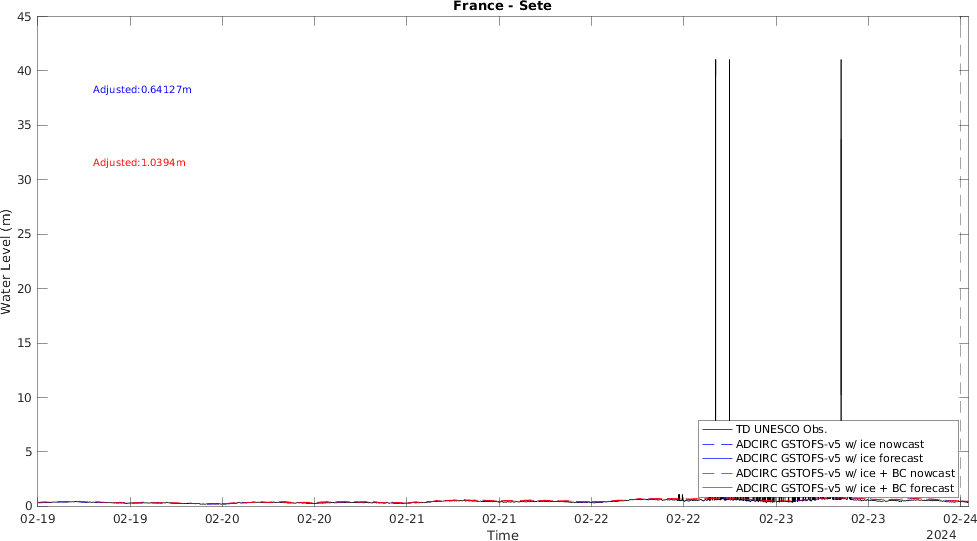 France - Sete
45
40
35
30
25
20
15
10
5
0
Water Level (m)
Adjusted:0.64127m
Adjusted:1.0394m
TD UNESCO Obs.
ADCIRC GSTOFS-v5 w/ ice nowcast
ADCIRC GSTOFS-v5 w/ ice forecast
ADCIRC GSTOFS-v5 w/ ice + BC nowcast
ADCIRC GSTOFS-v5 w/ ice + BC forecast
02-19 02-19 02-20 02-20 02-21 02-21 02-22 02-22 02-23 02-23 02-24
Time
2024